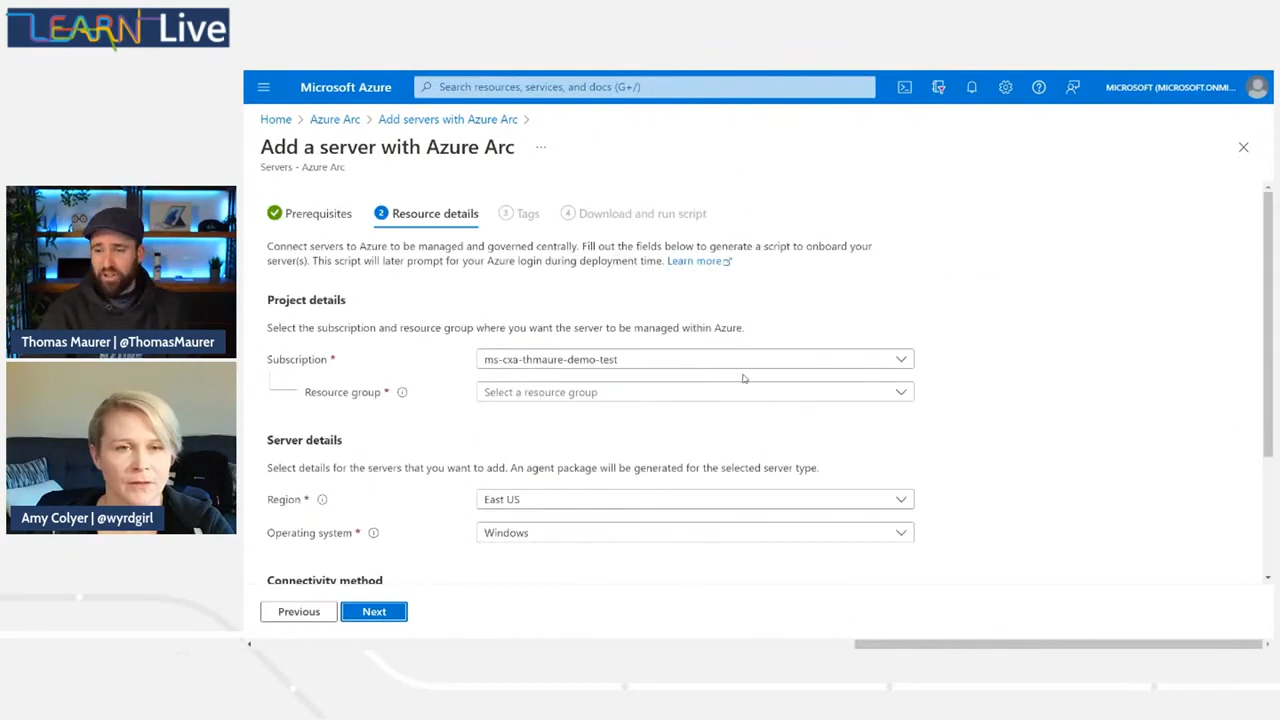 LEARN Live
Microsoft Azure
Search resources, services, and docs (G+/)
MICROSOFT (MICROSOFT.ONMI...
Home > Azure Arc > Add servers with Azure Arc >
Add a server with Azure Arc ...
Servers - Azure Arc
Prerequisites
2 Resource details
3 Tags
4 Download and run script
Connect servers to Azure to be managed and governed centrally. Fill out the fields below to generate a script to onboard your
server(s). This script will later prompt for your Azure login during deployment time. Learn more
Project details
Select the subscription and resource group where you want the server to be managed within Azure.
Subscription *
ms-cxa-thmaure-demo-test
Resource group *
Select a resource group
Server details
Select details for the servers that you want to add. An agent package will be generated for the selected server type.
Region *
East US
Operating system *
Windows
Connectivity method
Previous
Next
Thomas Maurer | @ThomasMaurer
Amy Colyer | @wyrdgirl